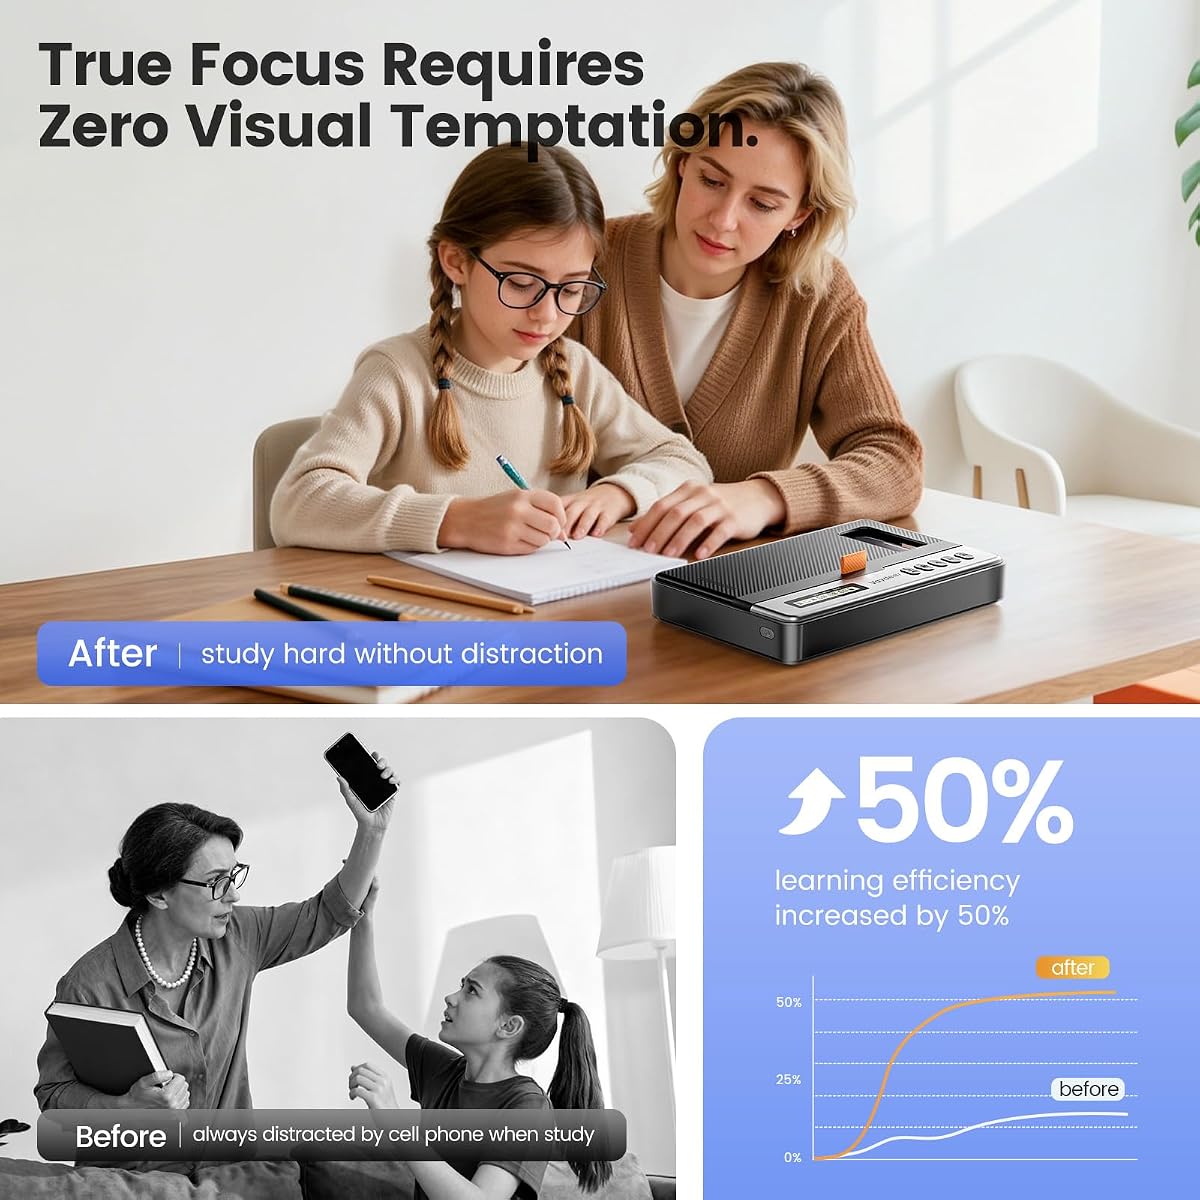 True Focus Requires
Zero Visual Temptation.
After | study hard without distraction
50%
learning efficiency
increased by 50%
after
50%
25%
before
0%
Before | always distracted by cell phone when study